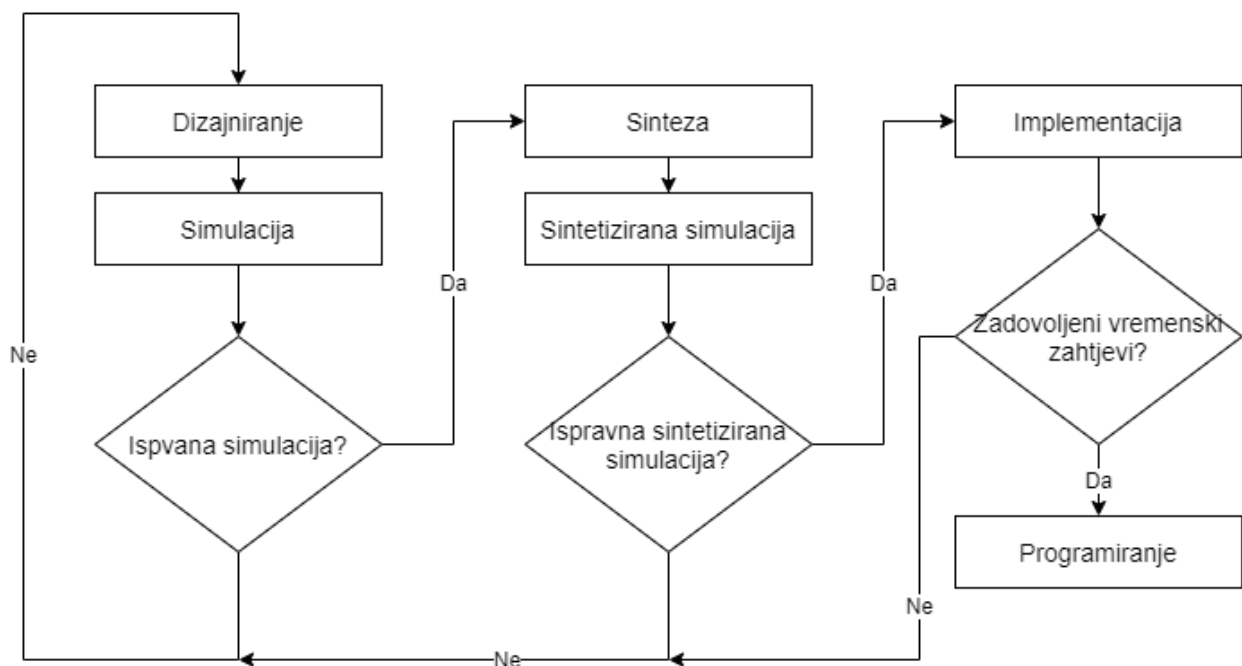 Dizajniranje
Simulacija
Ispvana simulacija?
Ne
Da
Sinteza
Sintetizirana simulacija
Ispravna sintetizirana
simulacija?
Ne
Da
Implementacija
Zadovoljeni vremenski
zahtjevi?
Ne
Da
Programiranje